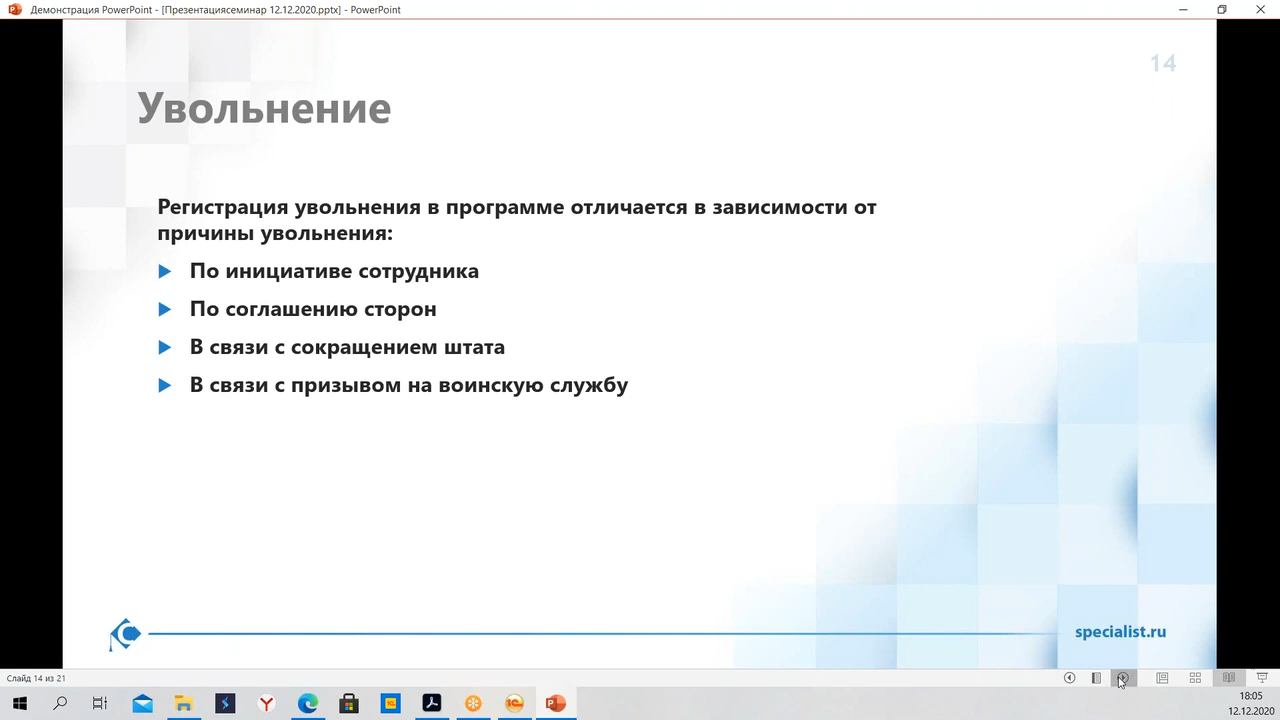 Демонстрация PowerPoint - [Презентациясеминар 12.12.2020.pptx] - PowerPoint
14
Увольнение
Регистрация увольнения в программе отличается в зависимости от
причины увольнения:
По инициативе сотрудника
По соглашению сторон
В связи с сокращением штата
В связи с призывом на воинскую службу
specialist.ru
Слайд 14 из 21
18:05
12.12.2020